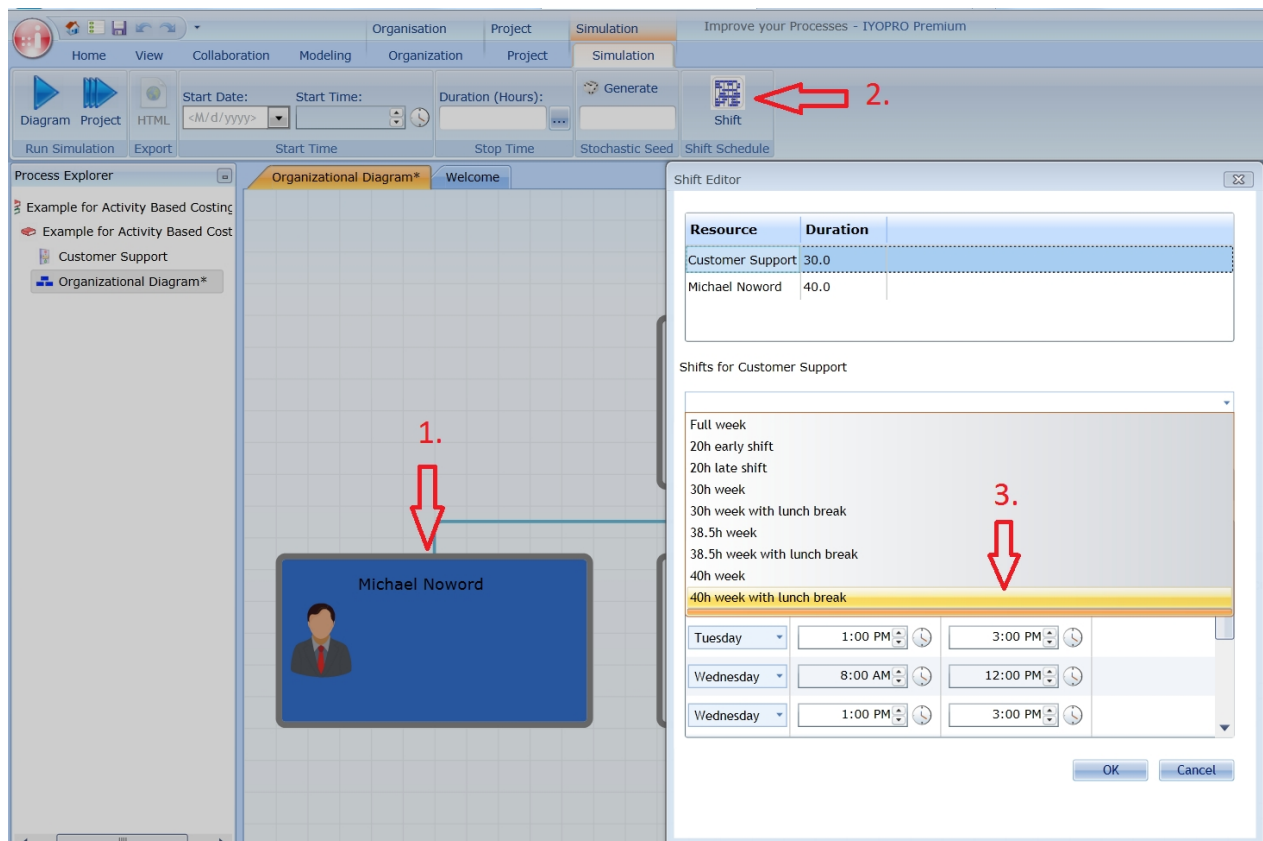 Organisation Project Simulation Improve your Processes - IYOPRO Premium
Home View Collaboration Modeling Organization Project Simulation
Diagram Project HTML Start Date: Start Time: Duration (Hours): Generate Shift
<M/d/yyyy>
...
Run Simulation Export Start Time Stop Time Stochastic Seed Shift Schedule
2.
Process Explorer
Example for Activity Based Costing
Example for Activity Based Cost
Customer Support
Organizational Diagram*
Organizational Diagram* Welcome
1.
Michael Noword
Shift Editor
Resource Duration
Customer Support 30.0
Michael Noword 40.0
Shifts for Customer Support
Full week
20h early shift
20h late shift
30h week
30h week with lunch break
38.5h week
38.5h week with lunch break
40h week
40h week with lunch break
3.
Tuesday 1:00 PM 3:00 PM
Wednesday 8:00 AM 12:00 PM
Wednesday 1:00 PM 3:00 PM
OK Cancel